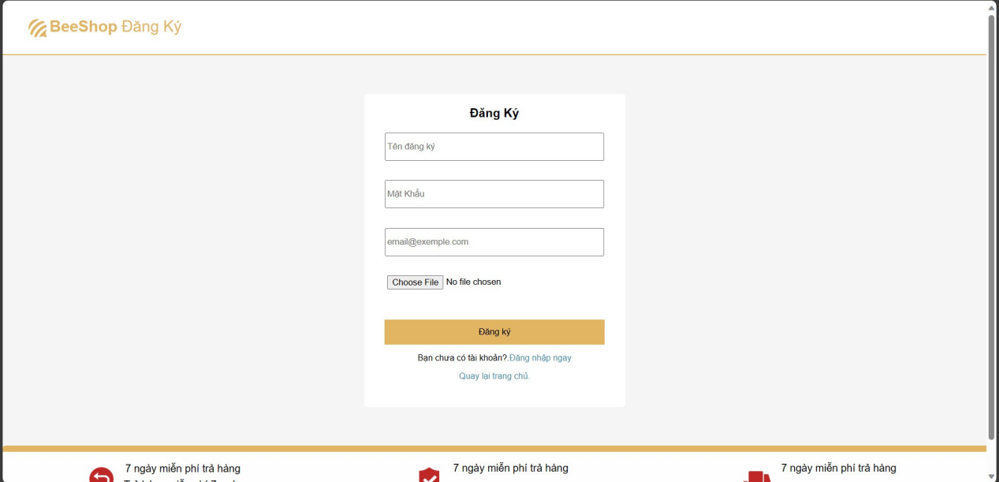 BeeShop Đăng Ký
Đăng Ký
Tên đăng ký
Mật Khẩu
email@exemple.com
Choose File No file chosen
Đăng ký
Bạn chưa có tài khoản?.Đăng nhập ngay
Quay lại trang chủ.
7 ngày miễn phí trả hàng
7 ngày miễn phí trả hàng
7 ngày miễn phí trả hàng